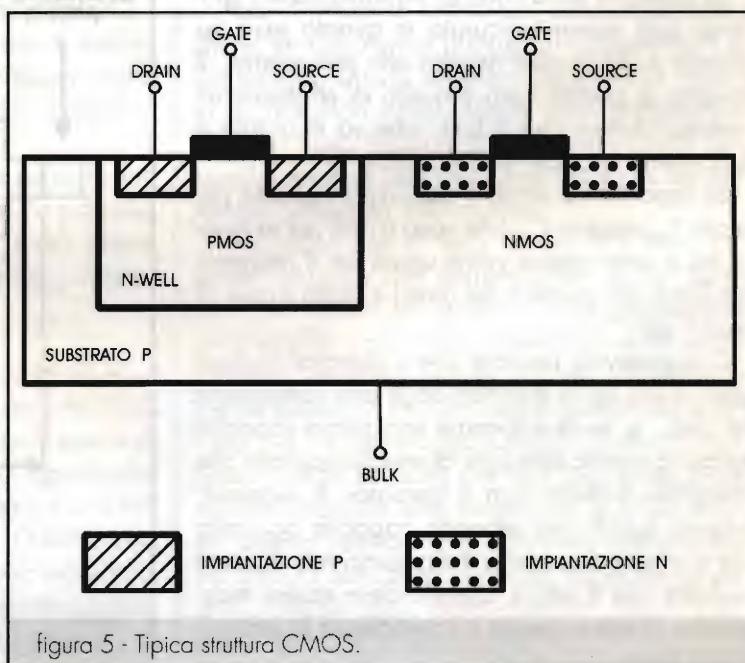 GATE GATE
DRAIN SOURCE DRAIN SOURCE
PMOS NMOS
N-WELL
SUBSTRATO P
BULK
IMPIANTAZIONE P IMPIANTAZIONE N
figura 5 - Tipica struttura CMOS.